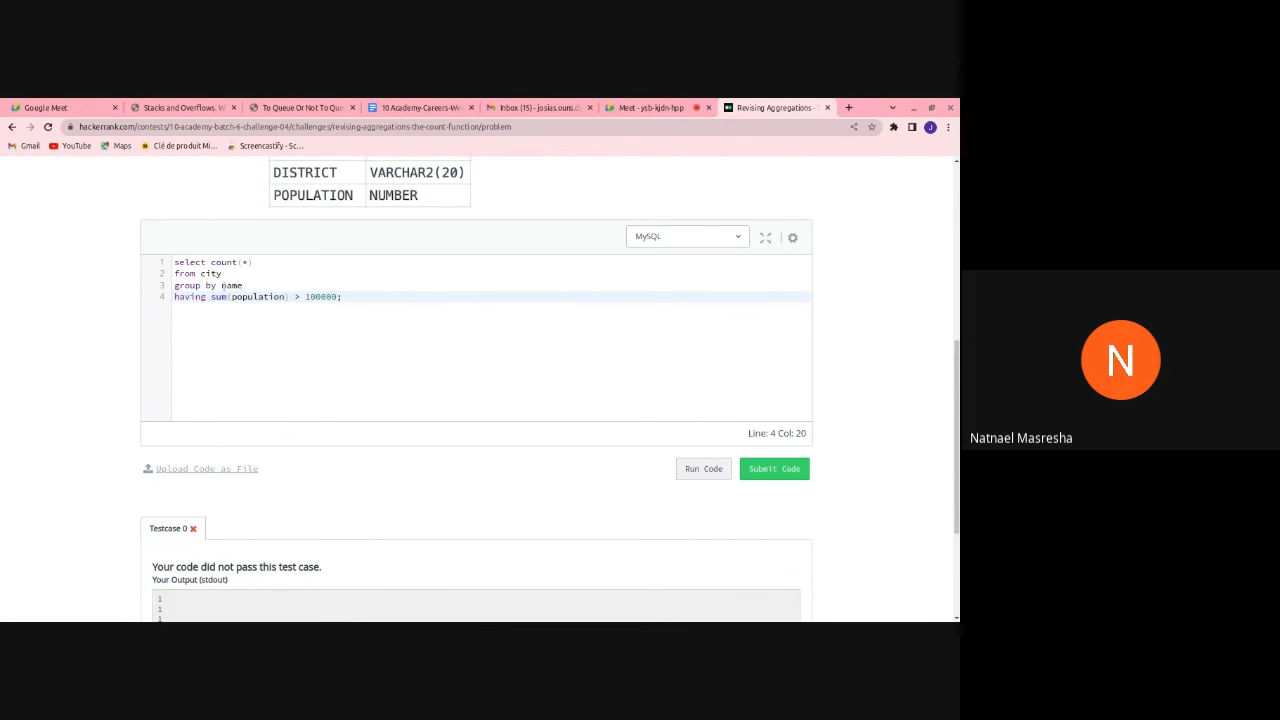 Google Meet
Stacks and Overflows. W
To Queue Or Not To Que
10 Academy-Careers-We
Inbox (15) - josias.ouns.d
Meet - ysb-kjdn-hpp
Revising Aggregations - T
hackerrank.com/contests/10-academy-batch-6-challenge-04/challenges/revising-aggregations-the-count-function/problem
J
Gmail
YouTube
Maps
Clé de produit Mi...
Screencastify - Sc...
DISTRICT VARCHAR2(20)
POPULATION NUMBER
MySQL
1 select count(*)
2 from city
3 group by name
4 having sum(population) > 100000;
Line: 4 Col: 20
Upload Code as File
Run Code
Submit Code
Testcase 0
Your code did not pass this test case.
Your Output (stdout)
1
1
1
N
Natnael Masresha